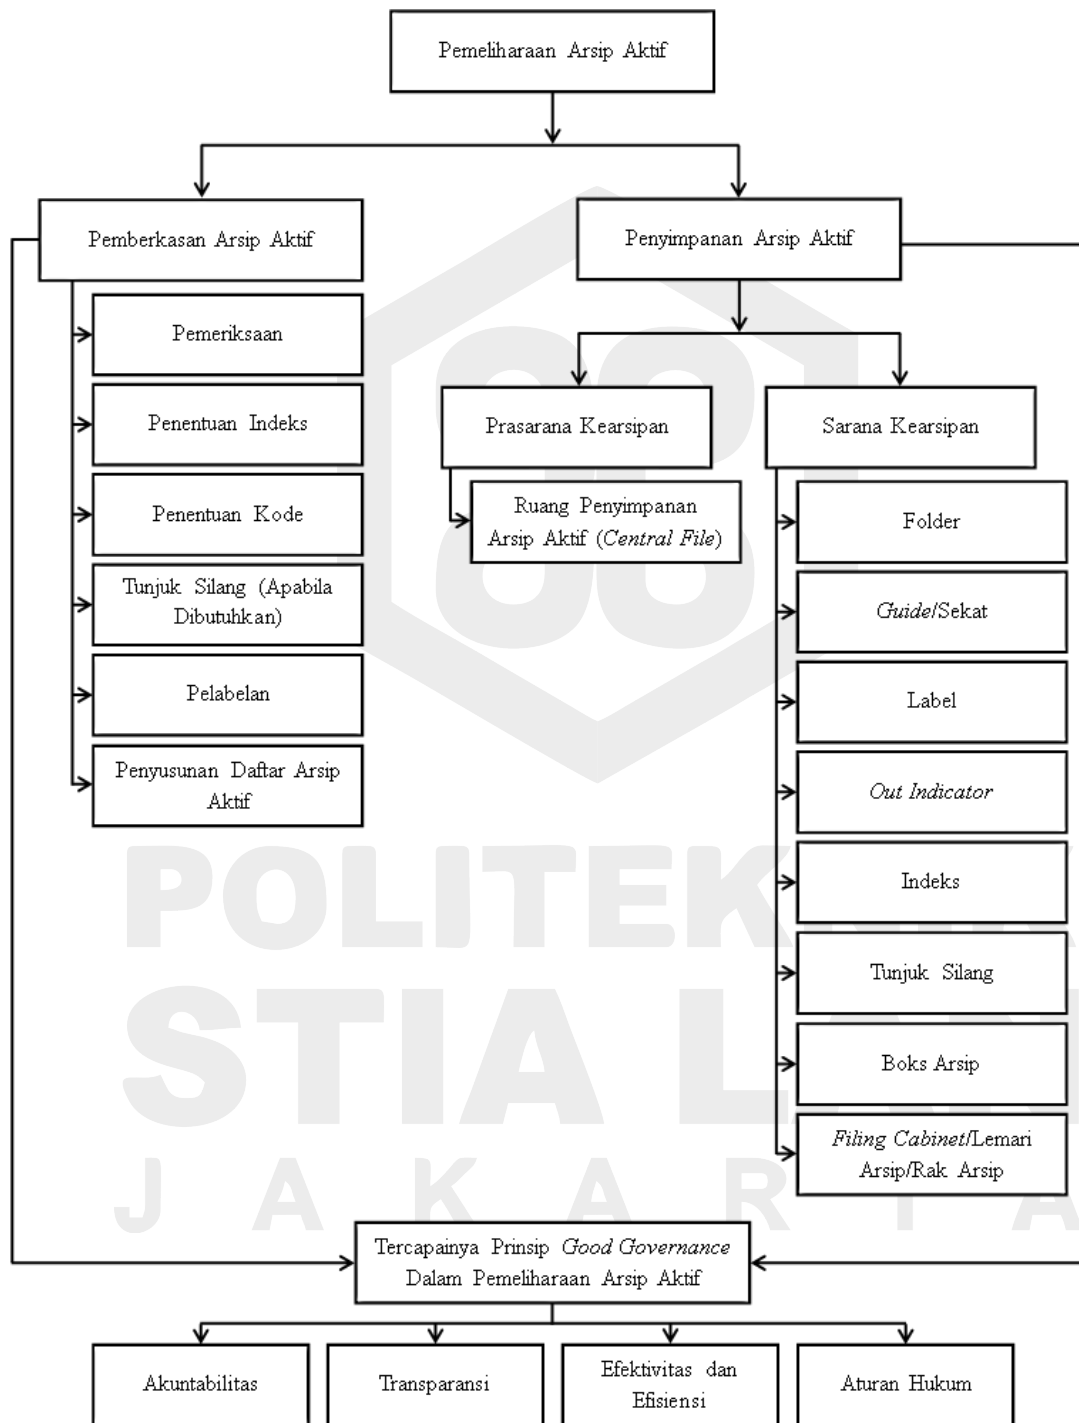 Pemeliharaan Arsip Aktif
Pemberkasan Arsip Aktif
Penyimpanan Arsip Aktif
Pemeriksaan
Penentuan Indeks
Penentuan Kode
Tunjuk Silang (Apabila
Dibutuhkan)
Pelabelan
Penyusunan Daftar Arsip
Aktif
Prasarana Kearsipan
Ruang Penyimpanan
Arsip Aktif (Central File)
Sarana Kearsipan
Folder
Guide/Sekat
Label
Out Indicator
Indeks
Tunjuk Silang
Boks Arsip
Filing Cabinet/Lemari
Arsip/Rak Arsip
POLITEKNIK
STIA LAN
JAKARTA
Tercapainya Prinsip Good Governance
Dalam Pemeliharaan Arsip Aktif
Akuntabilitas
Transparansi
Efektivitas dan
Efisiensi
Aturan Hukum